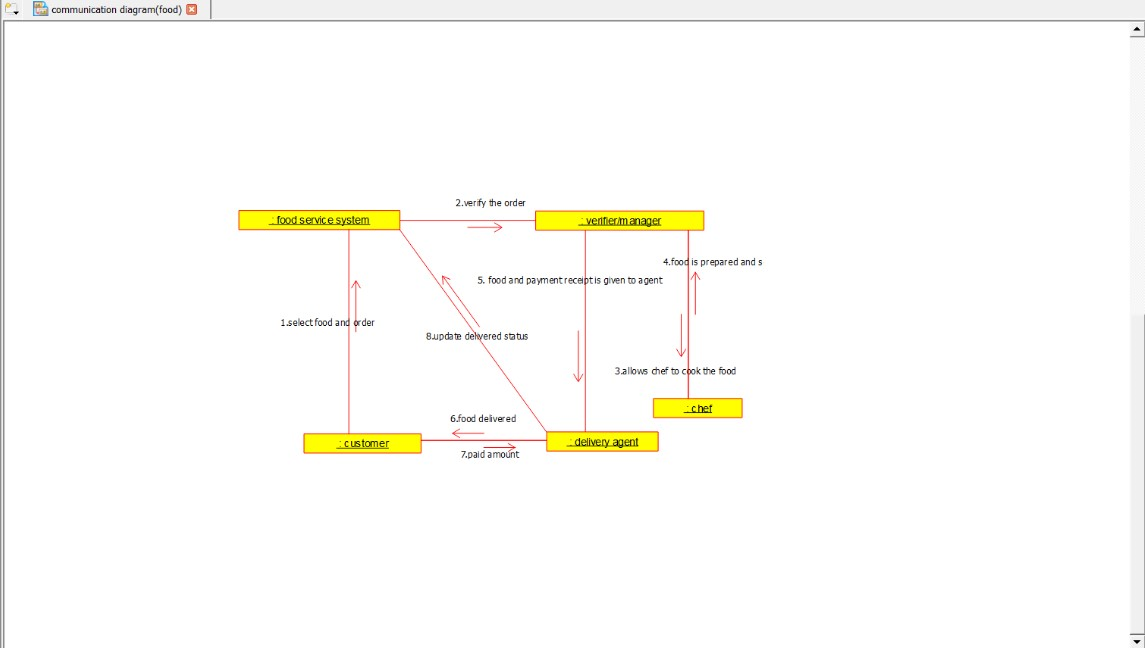 communication diagram(food)
2.verify the order
: food service system
: verifier/manager
4.food is prepared and s
5. food and payment receipt is given to agent
1.select food and order
8.update delivered status
3.allows chef to cook the food
: chef
6.food delivered
: customer
: delivery agent
7.paid amount